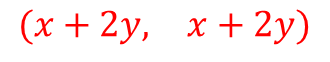 (x + 2y, x + 2y)